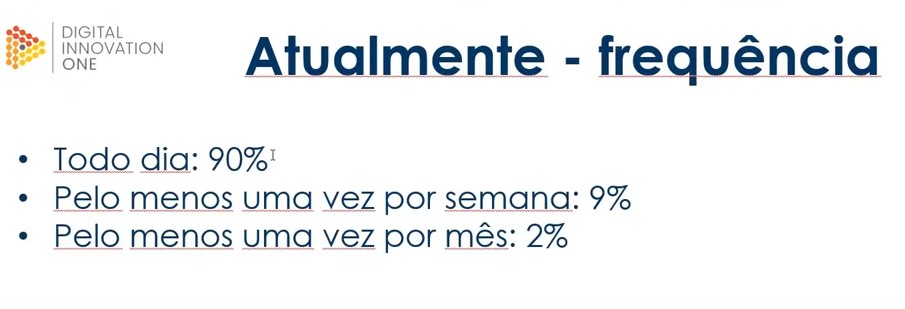 DIGITAL
INNOVATION
ONE
Atualmente - frequência
• Todo dia: 90%
• Pelo menos uma vez por semana: 9%
• Pelo menos uma vez por mês: 2%